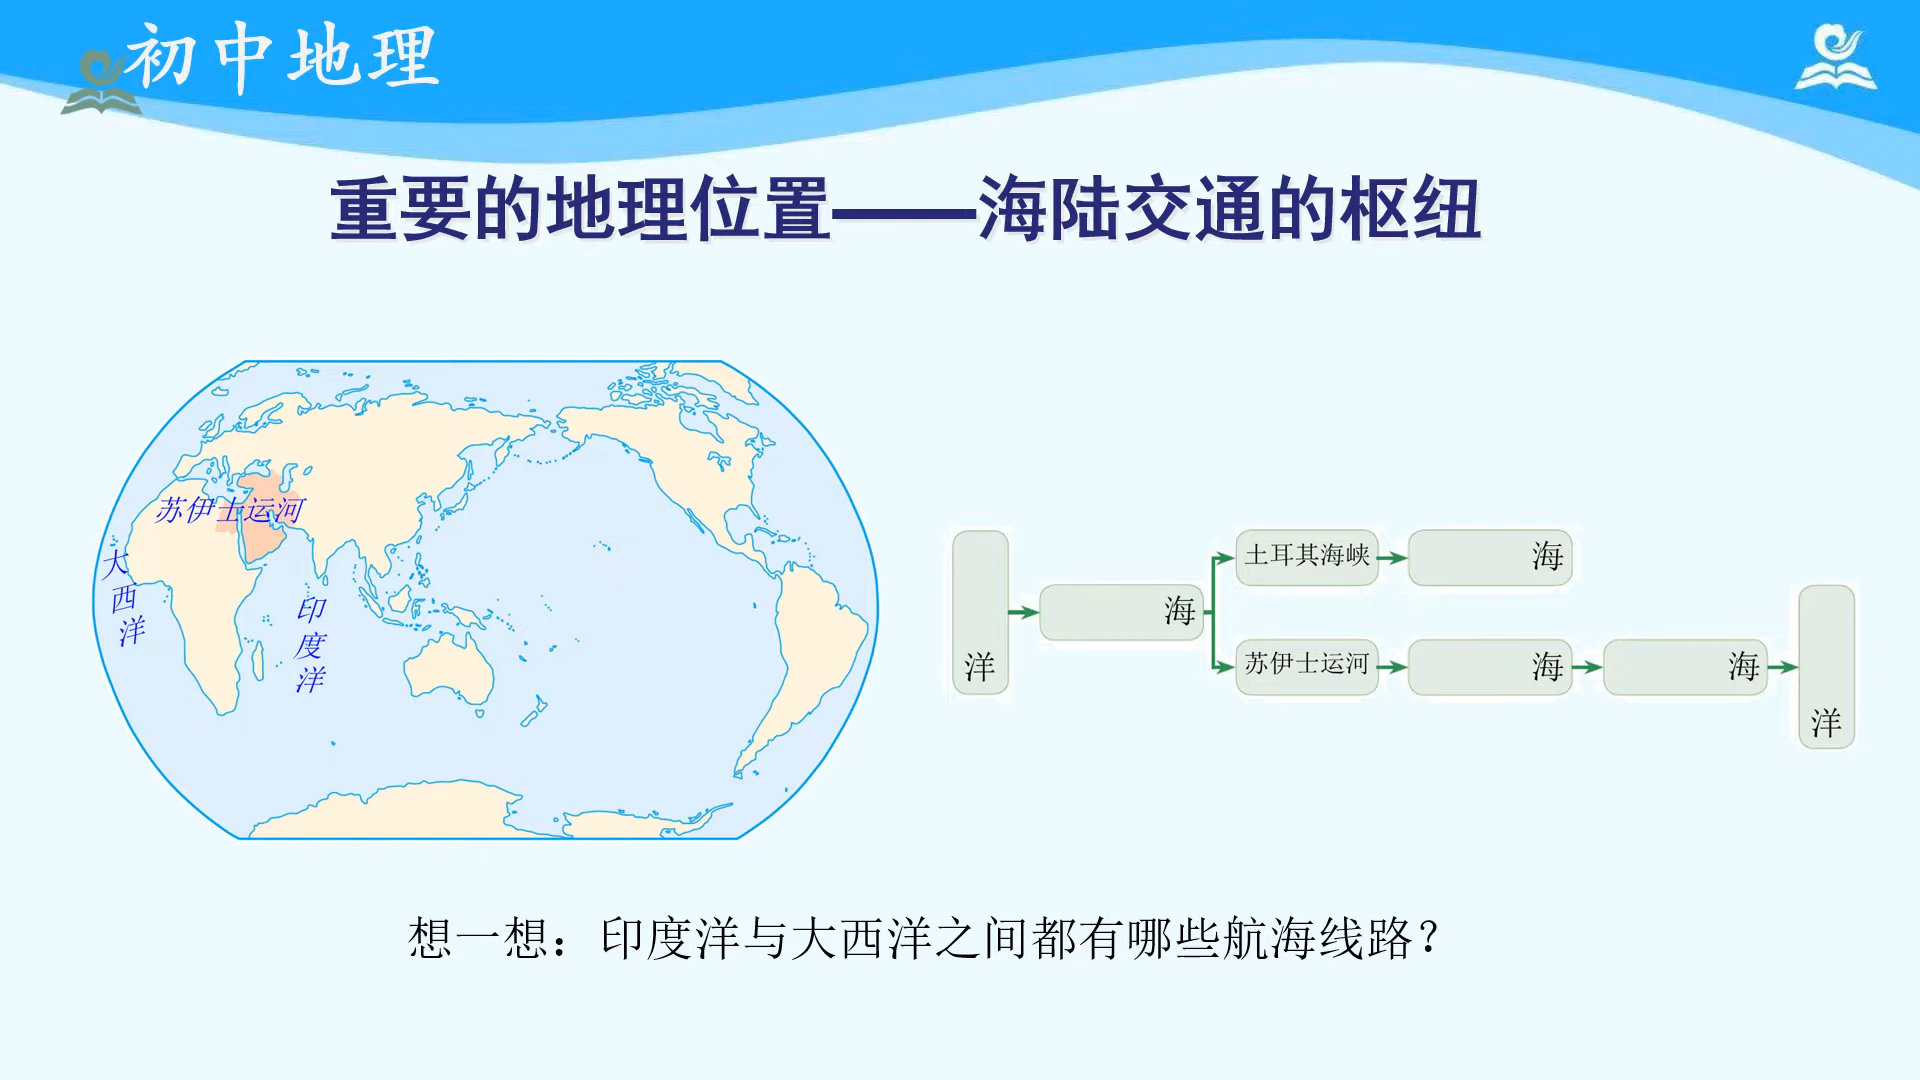 初中地理
重要的地理位置——海陆交通的枢纽
苏伊士运河
大西洋
印度洋
洋
海
土耳其海峡
海
苏伊士运河
海
海
洋
想一想：印度洋与大西洋之间都有哪些航海线路？